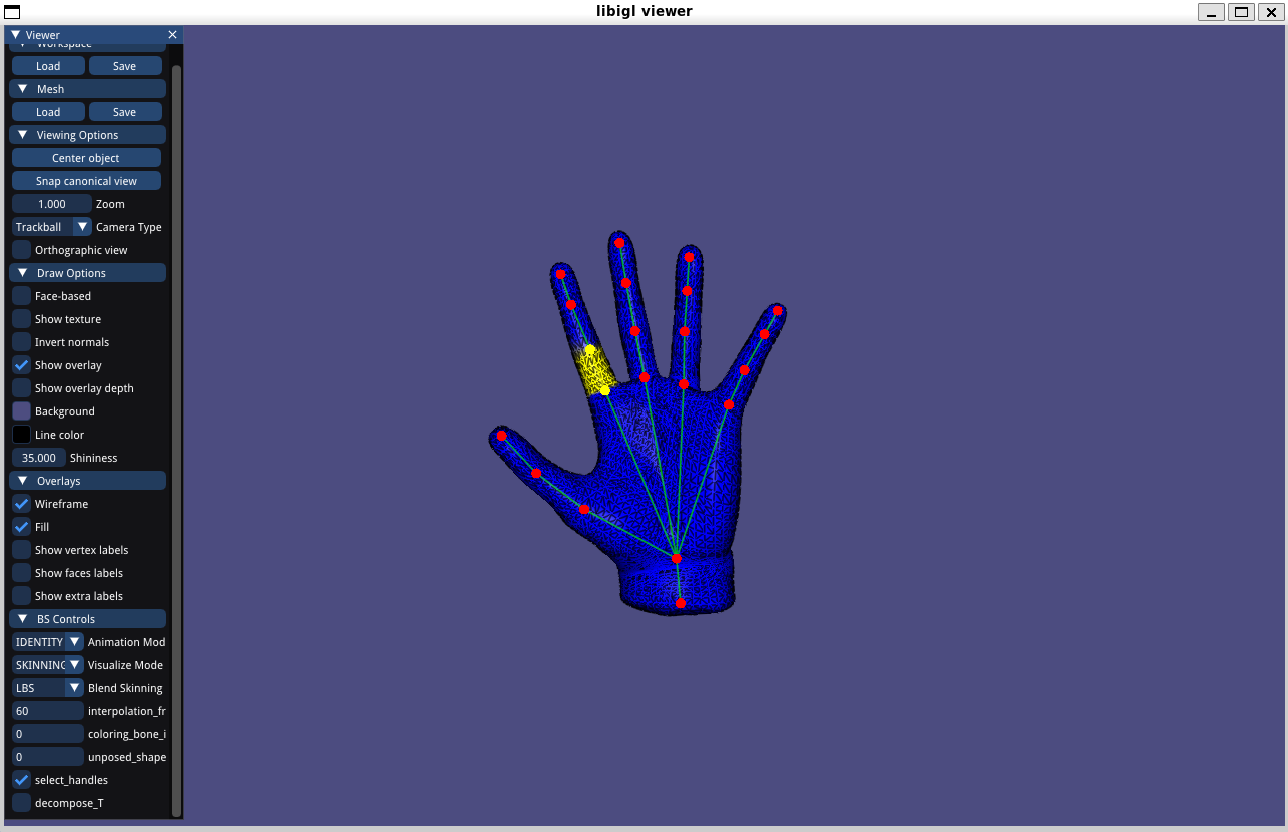 libigl viewer
Viewer
Workspace
Load Save
Mesh
Load Save
Viewing Options
Center object
Snap canonical view
1.000 Zoom
Trackball Camera Type
Orthographic view
Draw Options
Face-based
Show texture
Invert normals
Show overlay
Show overlay depth
Background
Line color
35.000 Shininess
Overlays
Wireframe
Fill
Show vertex labels
Show faces labels
Show extra labels
BS Controls
IDENTITY Animation Mod
SKINNING Visualize Mode
LBS Blend Skinning
60 interpolation_fr
0 coloring_bone_i
0 unposed_shape
select_handles
decompose_T